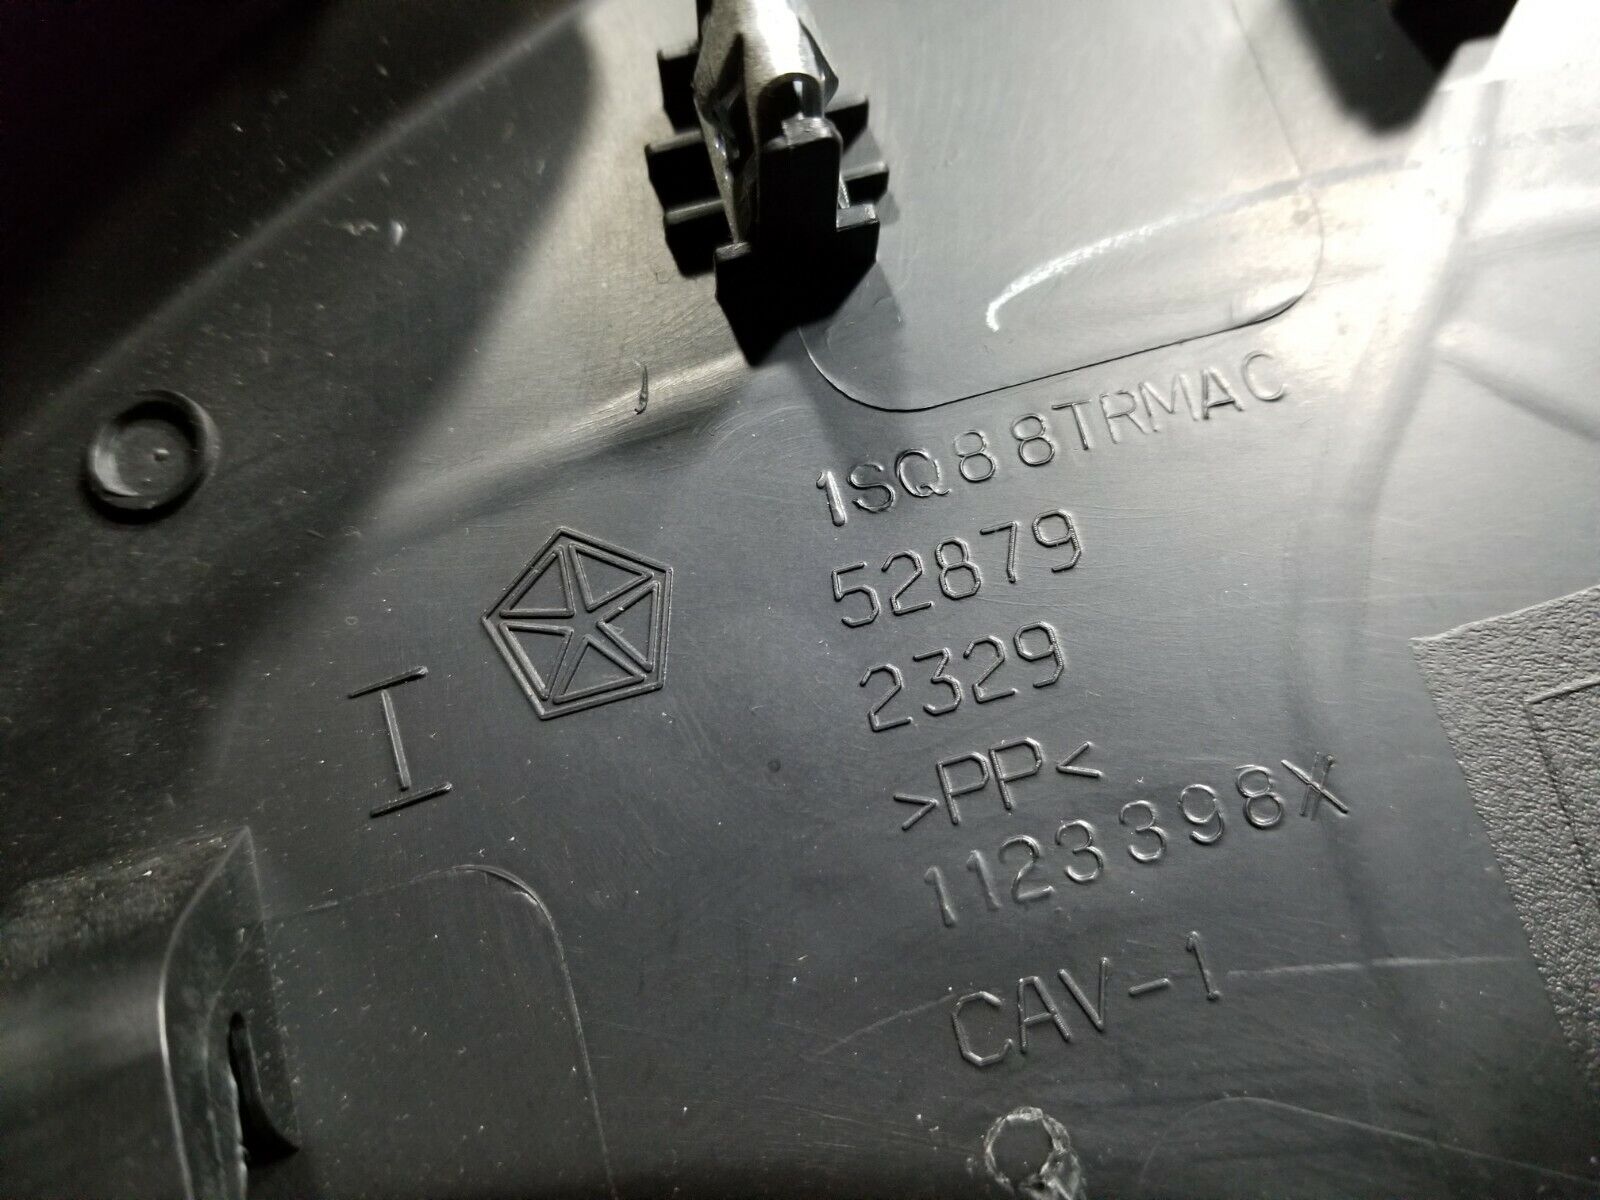 1SQ88TRMAC
52879
2329
>PP<
1123398X
CAV-1
I